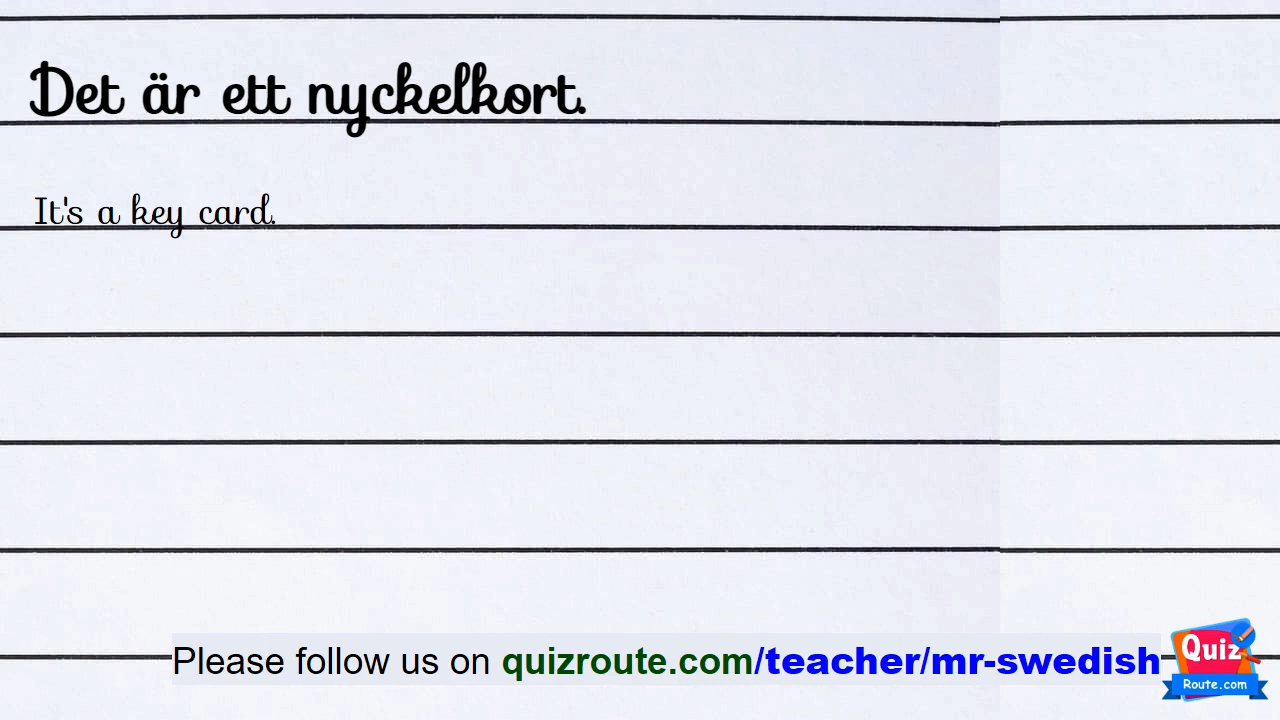 Det är ett nyckelkort.
It's a key card.
Please follow us on quizroute.com/teacher/mr-swedish
Quiz
Route.com